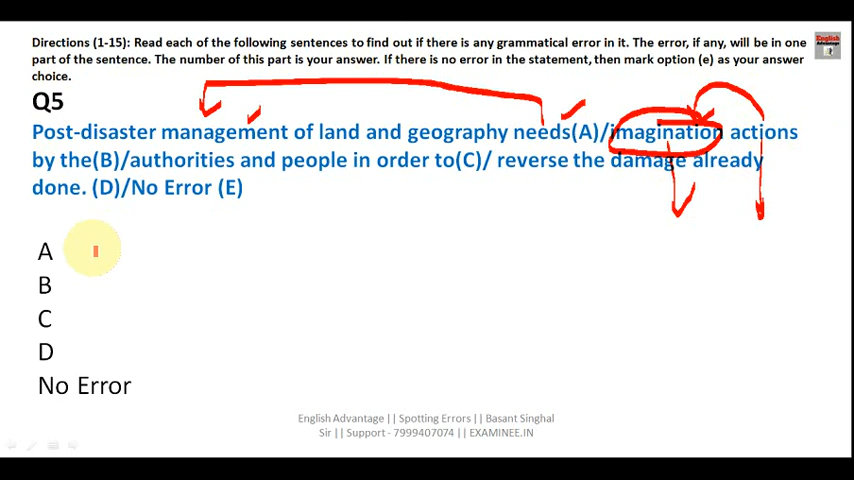 Directions (1-15): Read each of the following sentences to find out if there is any grammatical error in it. The error, if any, will be in one
part of the sentence. The number of this part is your answer. If there is no error in the statement, then mark option (e) as your answer
choice.
English
Advantage
Q5
Post-disaster management of land and geography needs(A)/imagination actions
by the(B)/authorities and people in order to(C)/ reverse the damage already
done. (D)/No Error (E)
A
B
C
D
No Error
English Advantage || Spotting Errors || Basant Singhal
Sir || Support - 7999407074 || EXAMINEE.IN